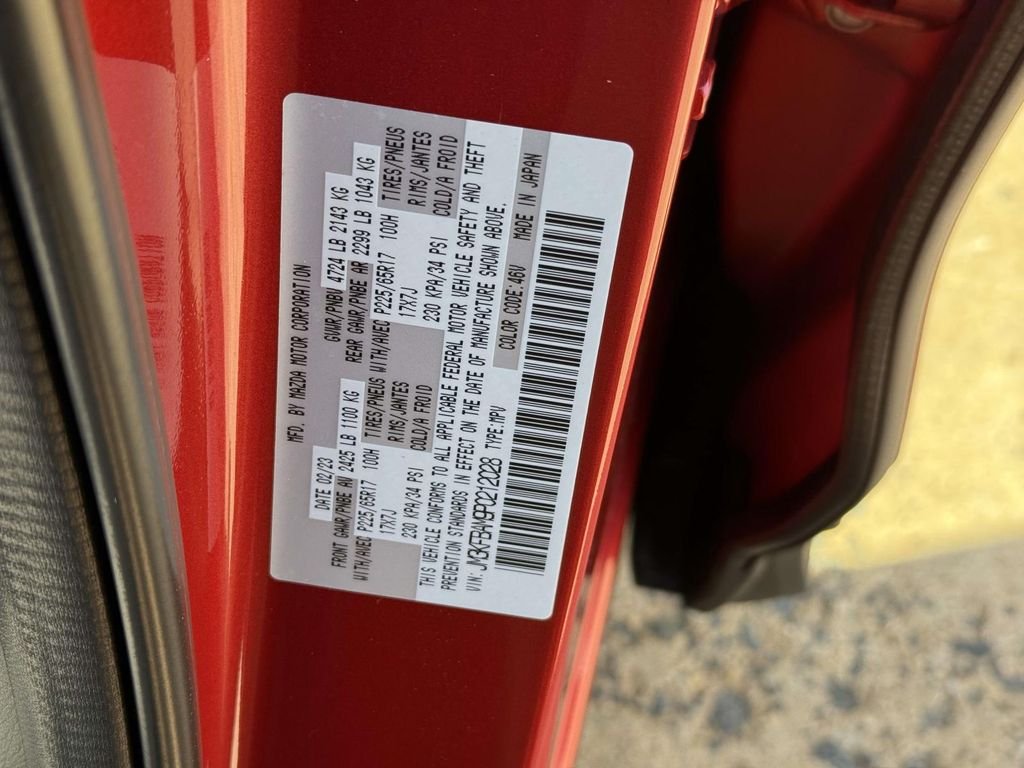 MFD. BY MAZDA MOTOR CORPORATION
DATE 02/23 GVWR/PNBV 4724 LB 2143 KG
FRONT GAWR/PNBE AV 2425 LB 1100 KG REAR GAWR/PNBE AR 2299 LB 1043 KG
WITH/AVEC P225/65R17 100H TIRES/PNEUS WITH/AVEC P225/65R17 100H TIRES/PNEUS
17X7J RIMS/JANTES 17X7J RIMS/JANTES
230 KPA/34 PSI COLD/A FROID 230 KPA/34 PSI COLD/A FROID
THIS VEHICLE CONFORMS TO ALL APPLICABLE FEDERAL MOTOR VEHICLE SAFETY AND THEFT
PREVENTION STANDARDS IN EFFECT ON THE DATE OF MANUFACTURE SHOWN ABOVE.
VIN: JM3KFBAM9P0212028 TYPE:MPV COLOR CODE:46V MADE IN JAPAN